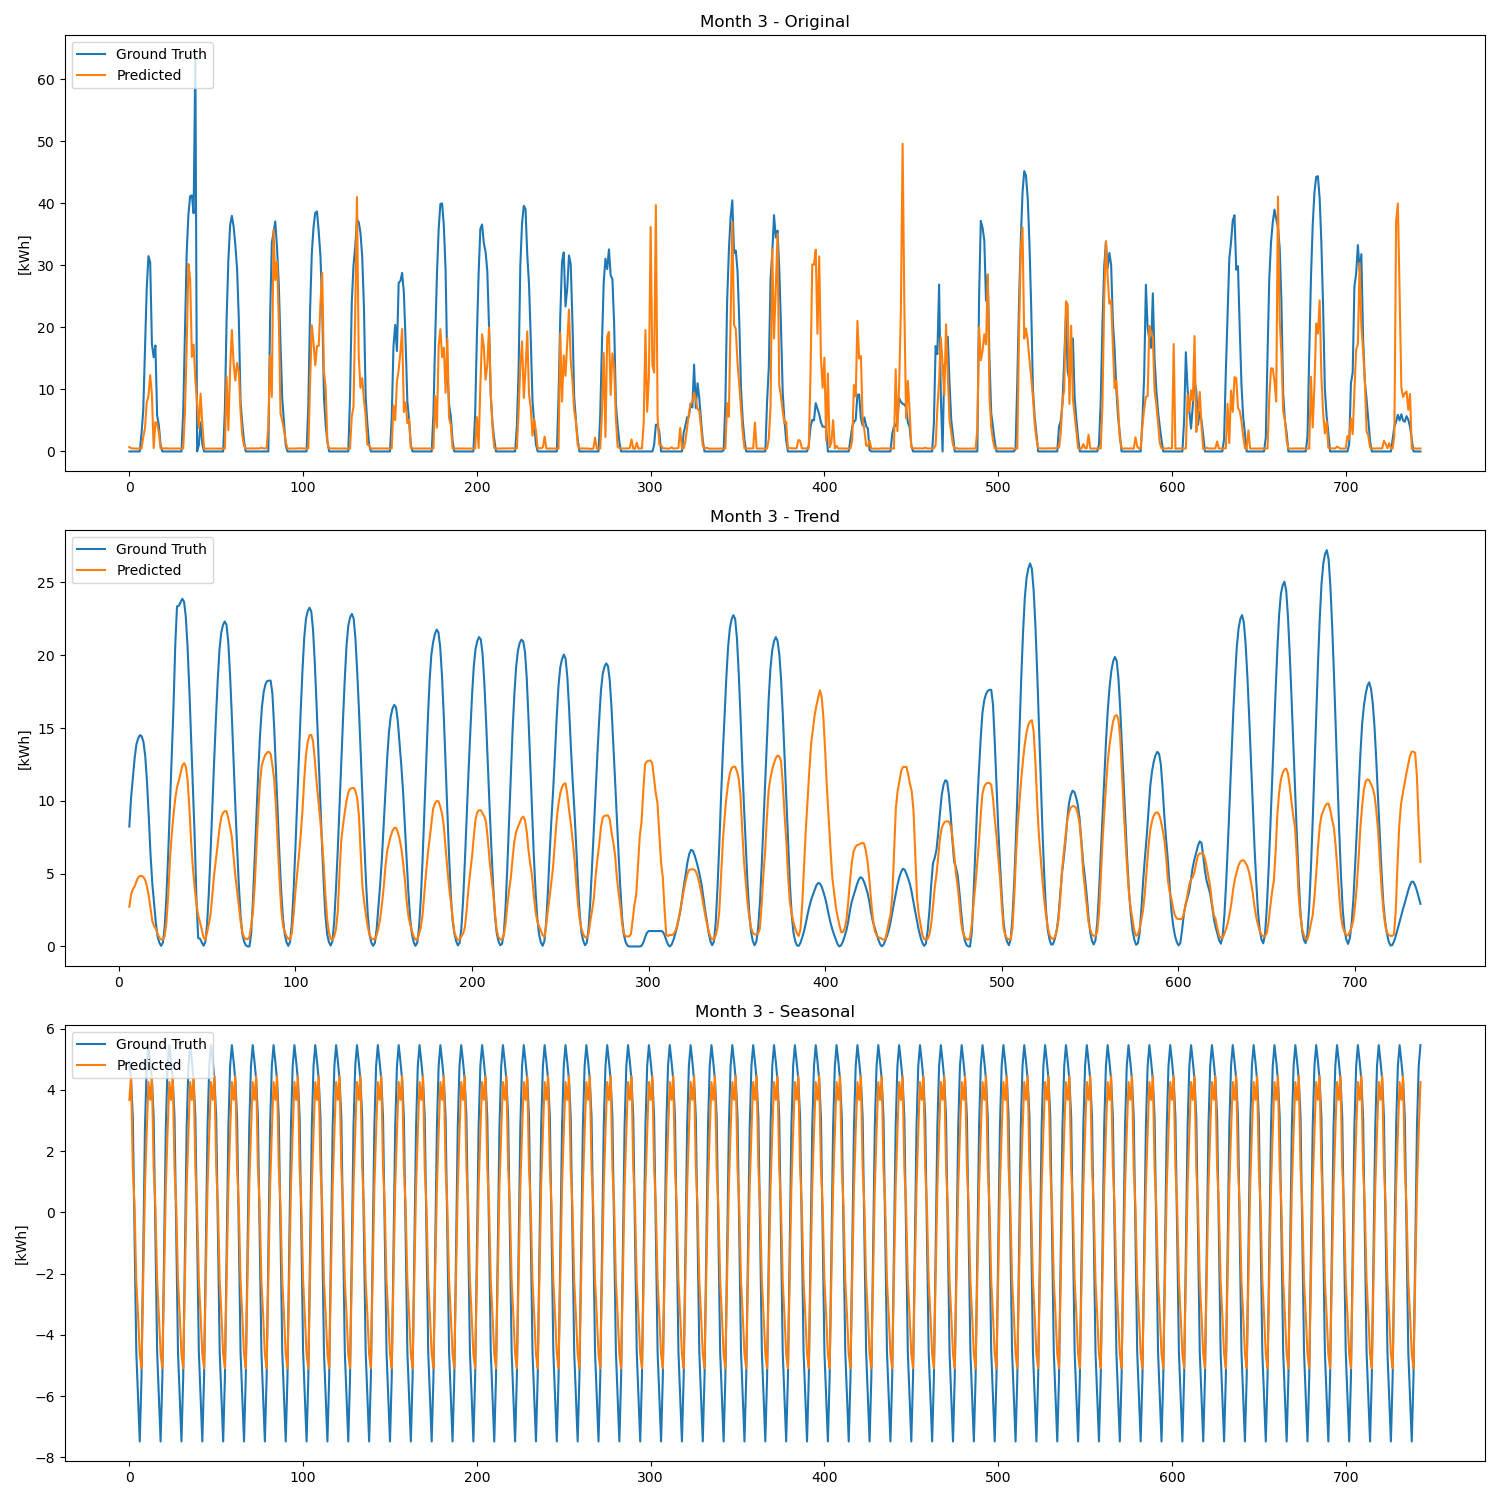 Month 3 - Original
Ground Truth
Predicted
[kWh]
60
50
40
30
20
10
0
0 100 200 300 400 500 600 700
Month 3 - Trend
Ground Truth
Predicted
[kWh]
25
20
15
10
5
0
0 100 200 300 400 500 600 700
Month 3 - Seasonal
Ground Truth
Predicted
[kWh]
6
4
2
0
−2
−4
−6
−8
0 100 200 300 400 500 600 700